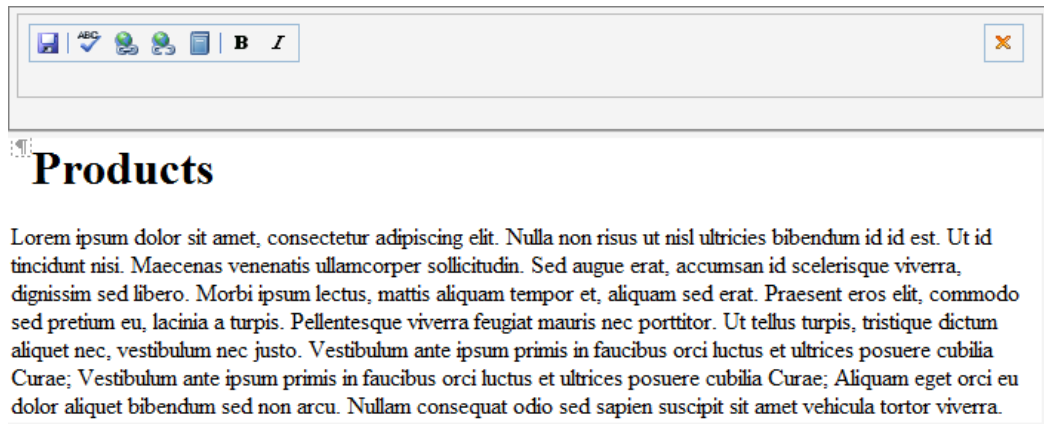 ABC B I
¶
Products
Lorem ipsum dolor sit amet, consectetur adipiscing elit. Nulla non risus ut nisl ultricies bibendum id id est. Ut id
tincidunt nisi. Maecenas venenatis ullamcorper sollicitudin. Sed augue erat, accumsan id scelerisque viverra,
dignissim sed libero. Morbi ipsum lectus, mattis aliquam tempor et, aliquam sed erat. Praesent eros elit, commodo
sed pretium eu, lacinia a turpis. Pellentesque viverra feugiat mauris nec porttitor. Ut tellus turpis, tristique dictum
aliquet nec, vestibulum nec justo. Vestibulum ante ipsum primis in faucibus orci luctus et ultrices posuere cubilia
Curae; Vestibulum ante ipsum primis in faucibus orci luctus et ultrices posuere cubilia Curae; Aliquam eget orci eu
dolor aliquet bibendum sed non arcu. Nullam consequat odio sed sapien suscipit sit amet vehicula tortor viverra.